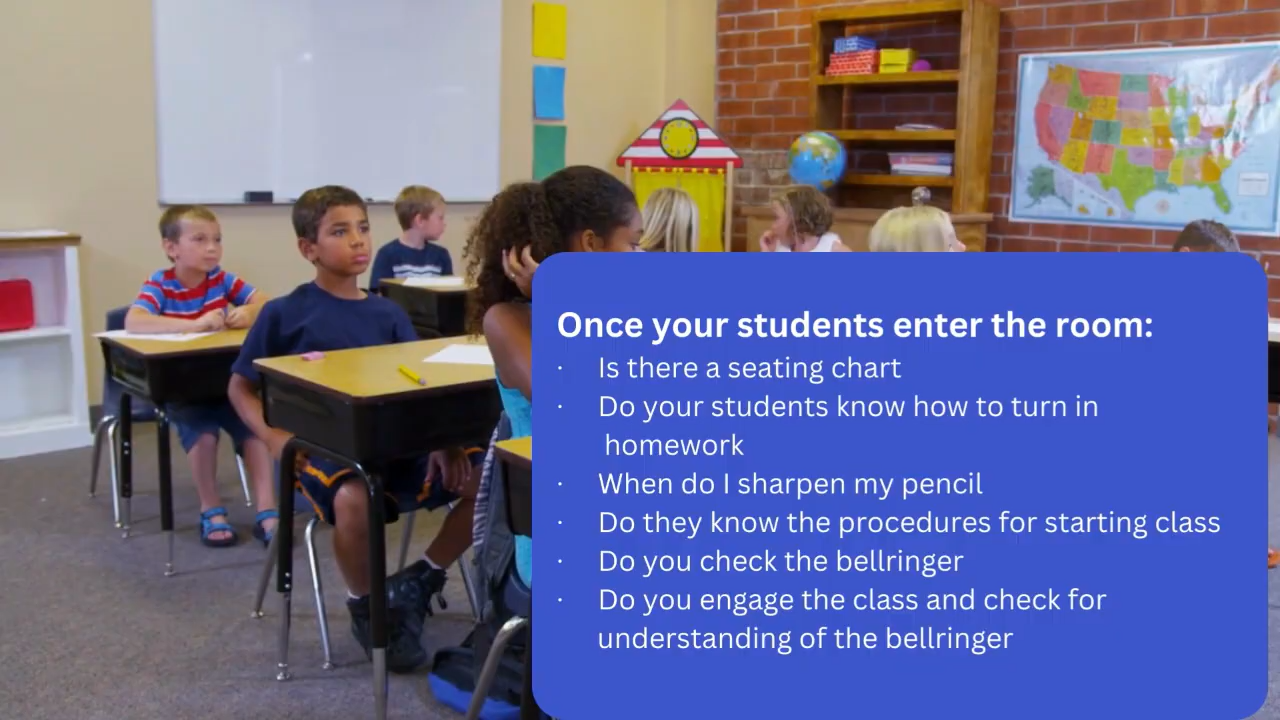 Once your students enter the room:
· Is there a seating chart
· Do your students know how to turn in
homework
· When do I sharpen my pencil
· Do they know the procedures for starting class
· Do you check the bellringer
· Do you engage the class and check for
understanding of the bellringer